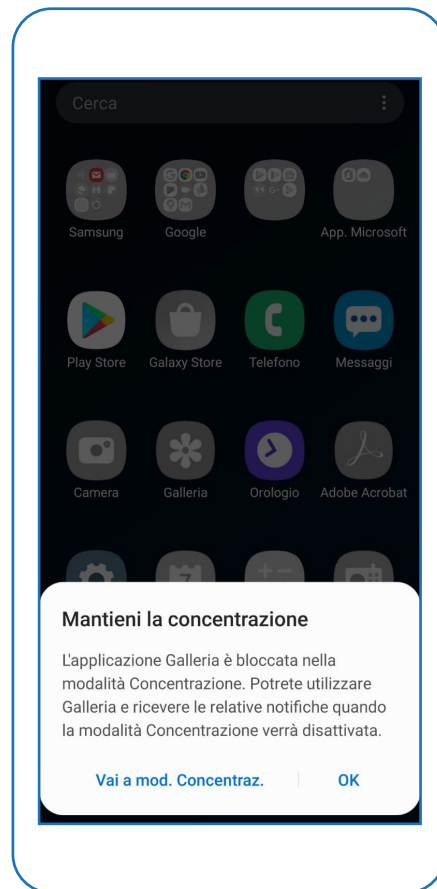 Cerca
Samsung
Google
App. Microsoft
Play Store
Galaxy Store
Telefono
Messaggi
Camera
Galleria
Orologio
Adobe Acrobat
7
Mantieni la concentrazione
L'applicazione Galleria è bloccata nella
modalità Concentrazione. Potrete utilizzare
Galleria e ricevere le relative notifiche quando
la modalità Concentrazione verrà disattivata.
Vai a mod. Concentraz.
OK